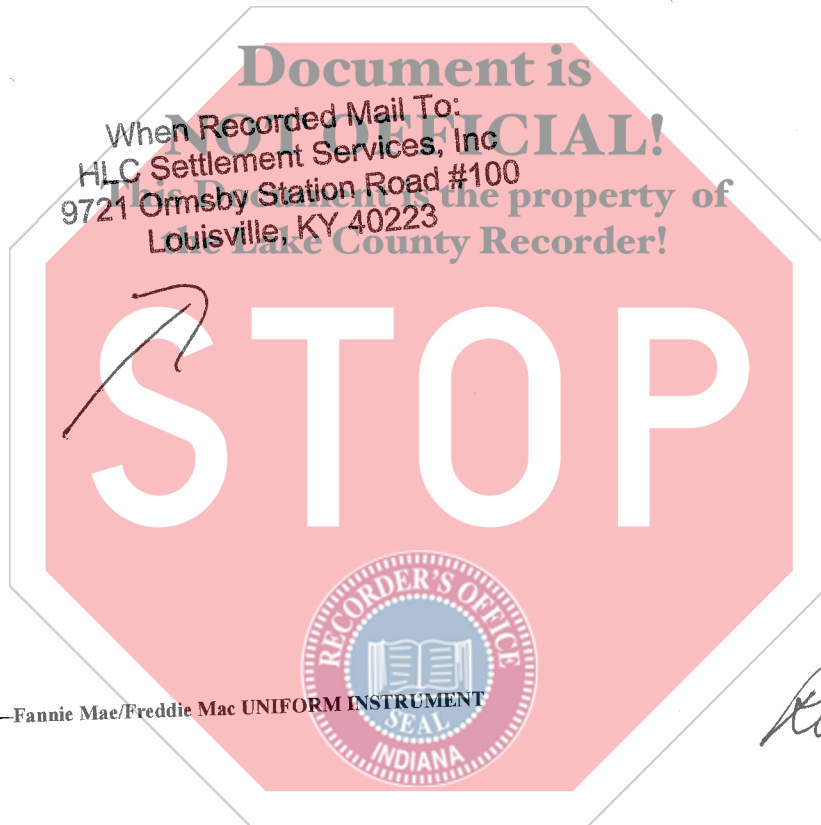 Document is
NOT OFFICIAL!
This Document is the property of
the Lake County Recorder!
When Recorded Mail To:
HLC Settlement Services, Inc
9721 Ormsby Station Road #100
Louisville, KY 40223
STOP
RECORDER'S OFFICE
SEAL
INDIANA
—Fannie Mae/Freddie Mac UNIFORM INSTRUMENT